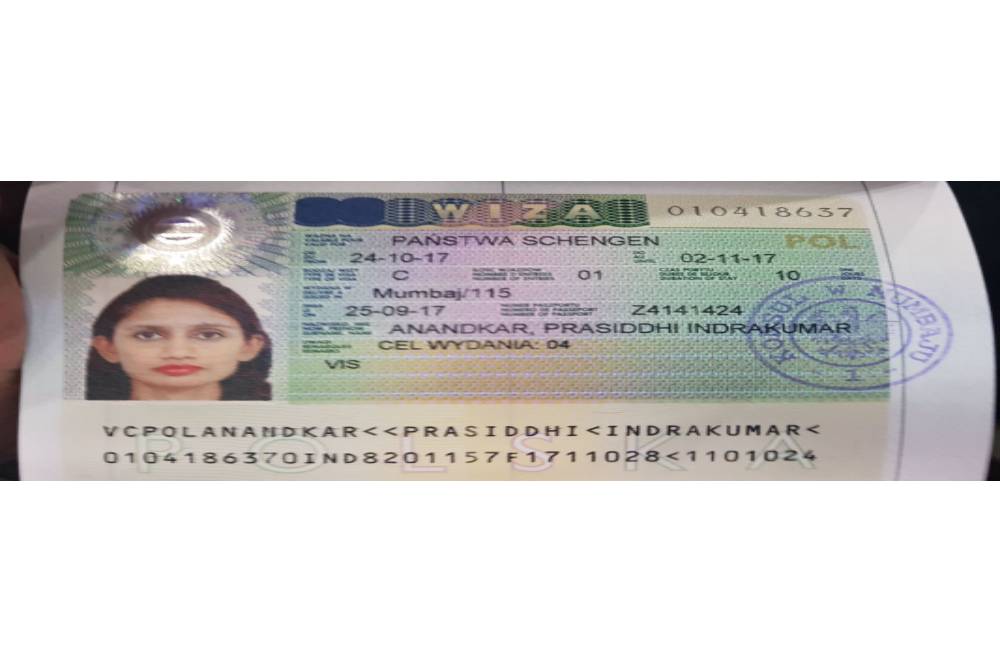 WIZA 010418637
PAŃSTWA SCHENGEN POL
24-10-17 02-11-17
C 01 10
Mumbaj/115
25-09-17 Z4141424
ANANDKAR, PRASIDDHI INDRAKUMAR
CEL WYDANIA: 04
VIS
KONSUL W MUMBAJU
1
VCPOLANANDKAR<<PRASIDDHI<INDRAKUMAR<
0104186370IND8201157F1711028<1101024
POLSKA